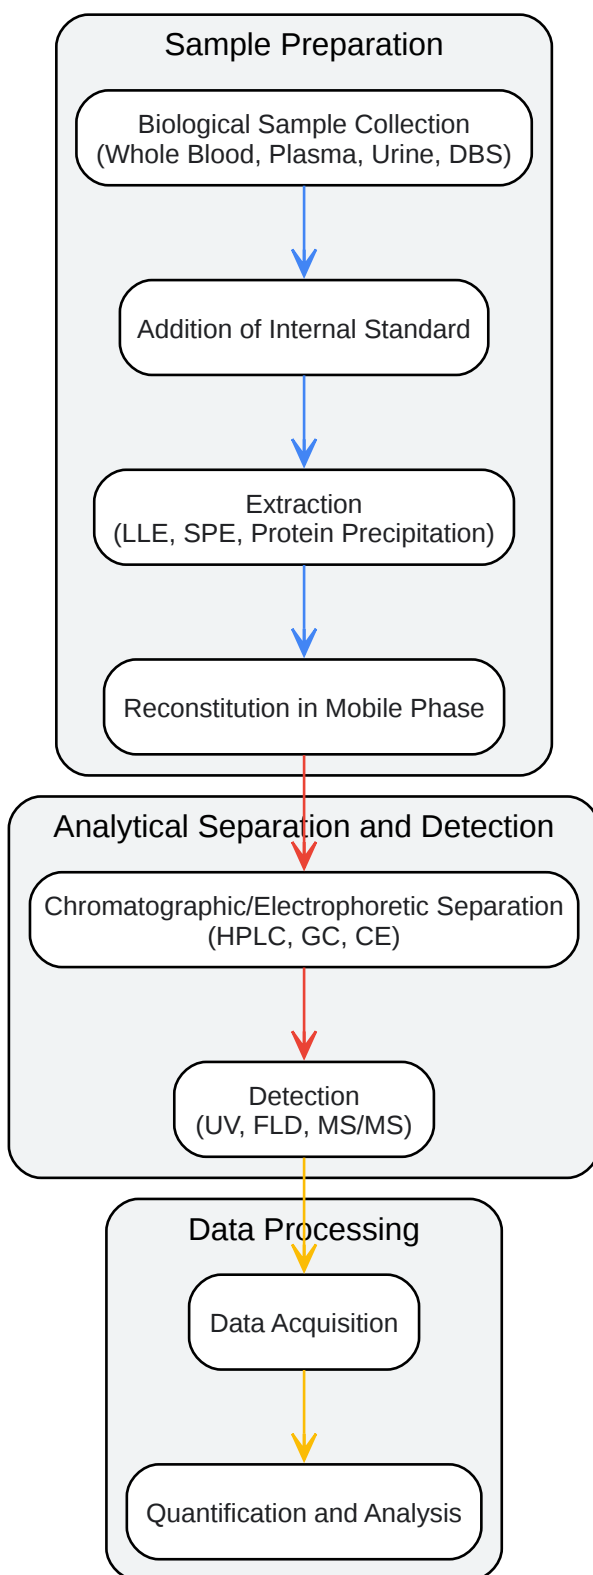 Sample Preparation
Biological Sample Collection
(Whole Blood, Plasma, Urine, DBS)
Addition of Internal Standard
Extraction
(LLE, SPE, Protein Precipitation)
Reconstitution in Mobile Phase
Analytical Separation and Detection
Chromatographic/Electrophoretic Separation
(HPLC, GC, CE)
Detection
(UV, FLD, MS/MS)
Data Processing
Data Acquisition
Quantification and Analysis